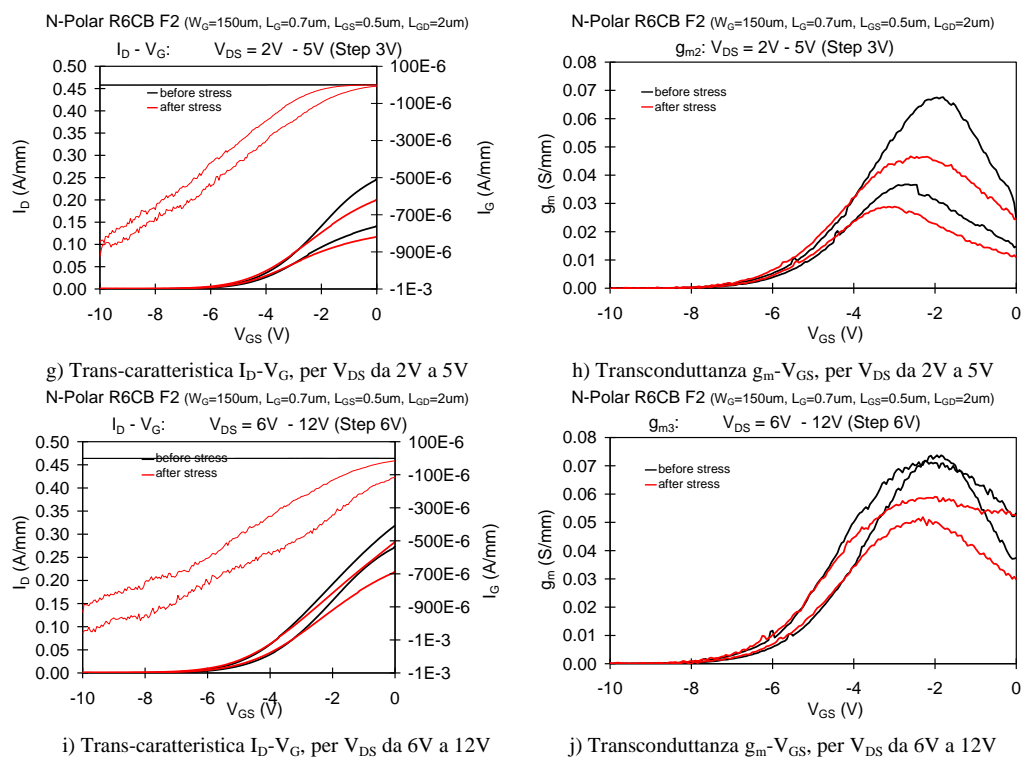 N-Polar R6CB F2 (WG=150um, LG=0.7um, LGS=0.5um, LGD=2um)
ID - VG: VDS = 2V - 5V (Step 3V)
0.50
0.45
0.40
0.35
0.30
0.25
0.20
0.15
0.10
0.05
0.00
ID (A/mm)
before stress
after stress
100E-6
-100E-6
-300E-6
-500E-6
-700E-6
-900E-6
-1E-3
IG (A/mm)
-10 -8 -6 -4 -2 0
VGS (V)
g) Trans-caratteristica ID-VG, per VDS da 2V a 5V
N-Polar R6CB F2 (WG=150um, LG=0.7um, LGS=0.5um, LGD=2um)
gm2: VDS = 2V - 5V (Step 3V)
0.08
0.07
0.06
0.05
0.04
0.03
0.02
0.01
0.00
gm (S/mm)
before stress
after stress
-10 -8 -6 -4 -2 0
VGS (V)
h) Transconduttanza gm-VGS, per VDS da 2V a 5V
N-Polar R6CB F2 (WG=150um, LG=0.7um, LGS=0.5um, LGD=2um)
ID - VG: VDS = 6V - 12V (Step 6V)
0.50
0.45
0.40
0.35
0.30
0.25
0.20
0.15
0.10
0.05
0.00
ID (A/mm)
before stress
after stress
100E-6
-100E-6
-300E-6
-500E-6
-700E-6
-900E-6
-1E-3
-1E-3
IG (A/mm)
-10 -8 -6 -4 -2 0
VGS (V)
i) Trans-caratteristica ID-VG, per VDS da 6V a 12V
N-Polar R6CB F2 (WG=150um, LG=0.7um, LGS=0.5um, LGD=2um)
gm3: VDS = 6V - 12V (Step 6V)
0.08
0.07
0.06
0.05
0.04
0.03
0.02
0.01
0.00
gm (S/mm)
before stress
after stress
-10 -8 -6 -4 -2 0
VGS (V)
j) Transconduttanza gm-VGS, per VDS da 6V a 12V